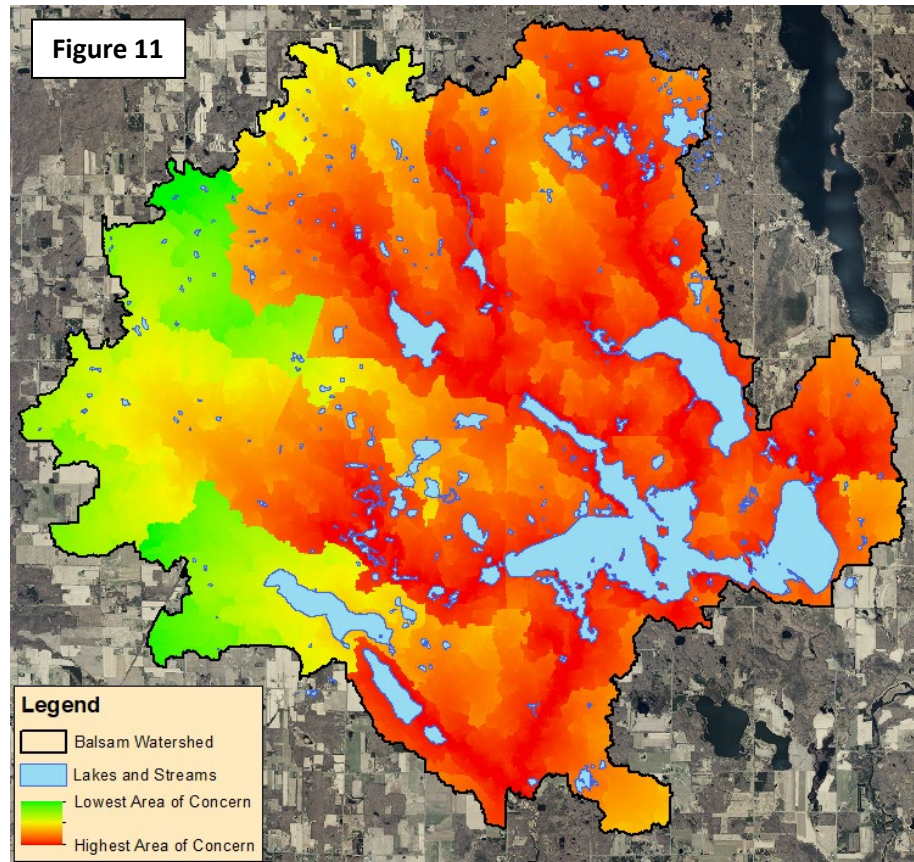 Figure 11
Legend
Balsam Watershed
Lakes and Streams
Lowest Area of Concern
Highest Area of Concern